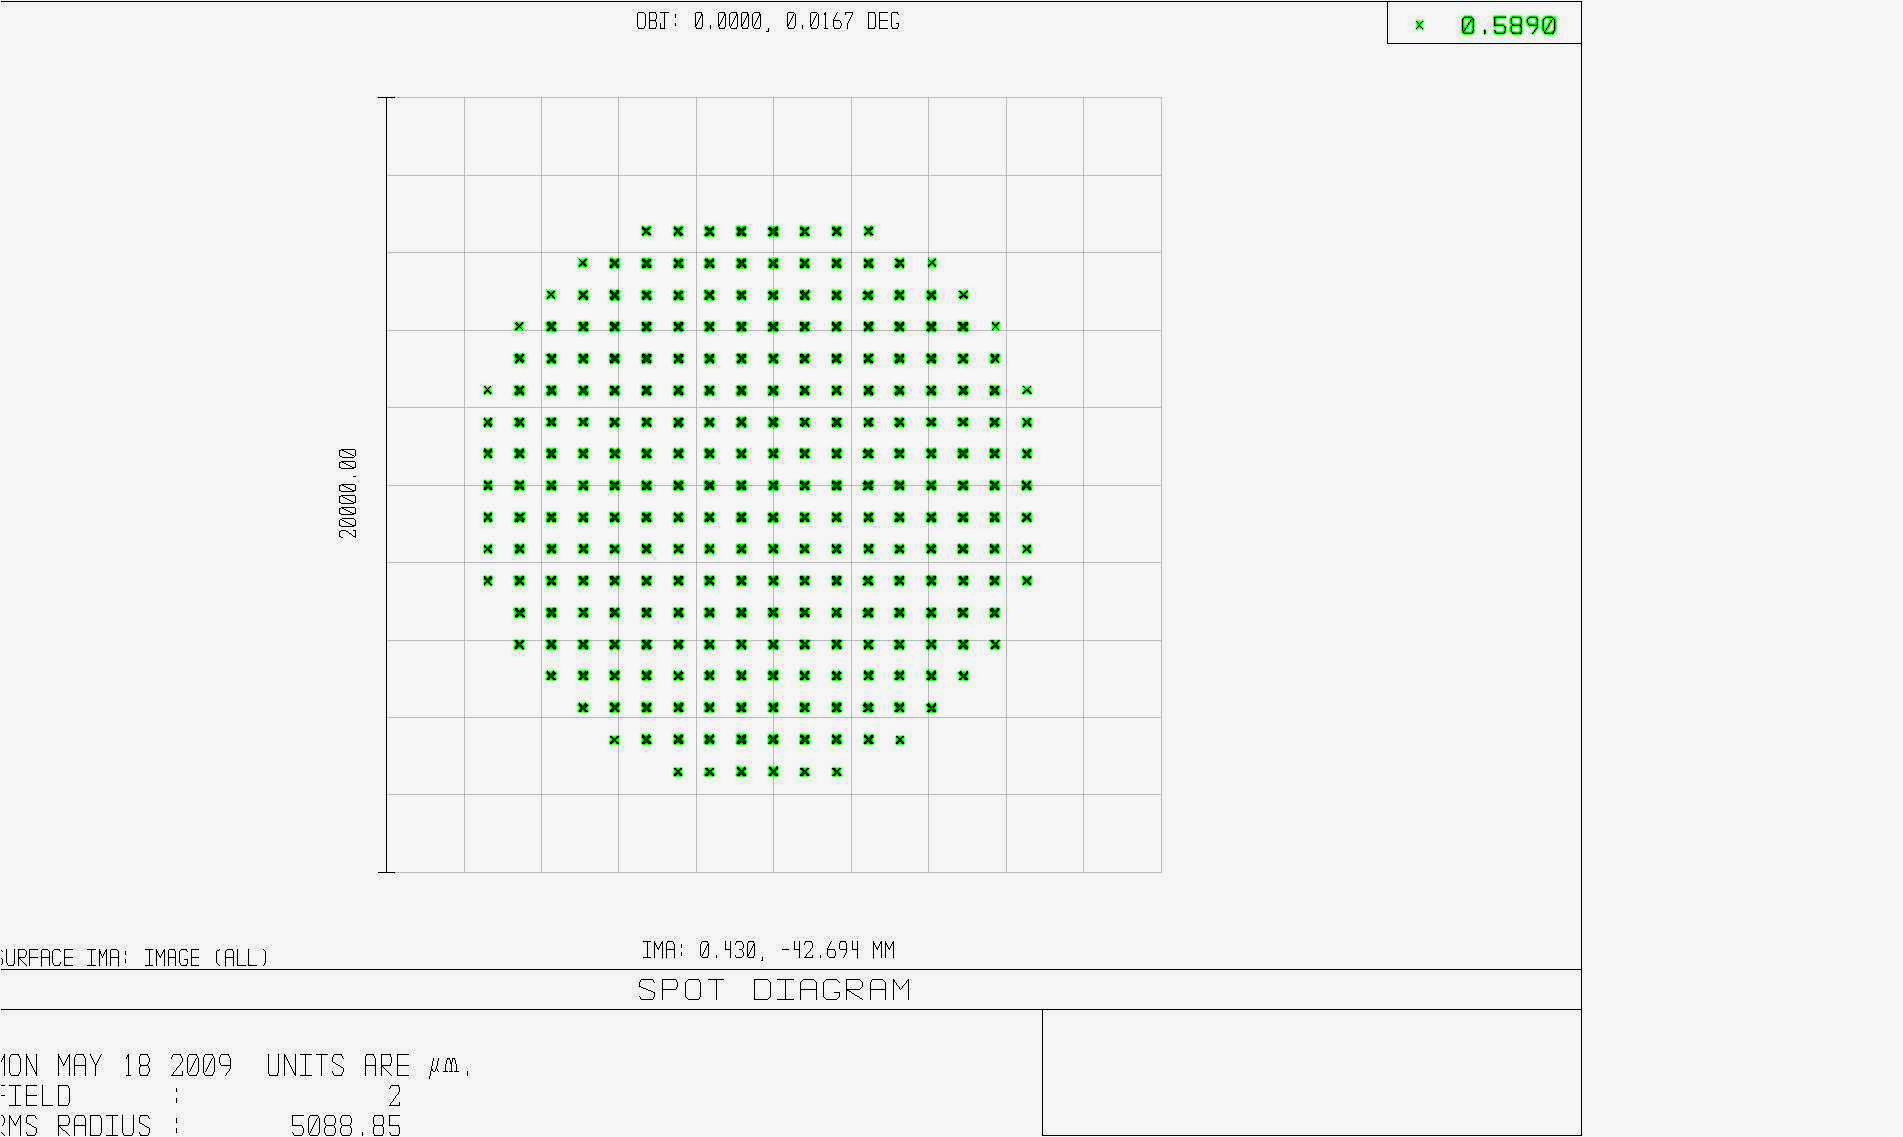 OBJ: 0.0000, 0.0167 DEG
× 0.5890
20000.00
IMA: 0.430, -42.694 MM
SURFACE IMA: IMAGE (ALL)
SPOT DIAGRAM
MON MAY 18 2009 UNITS ARE µm.
FIELD : 2
RMS RADIUS : 5088.85